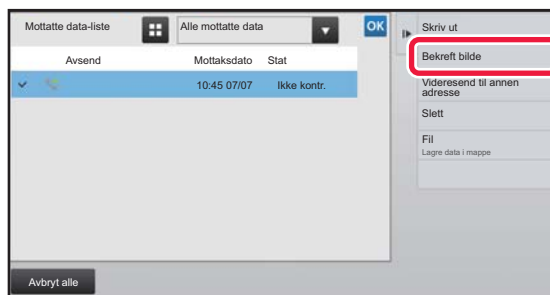 Mottatte data-liste
Alle mottatte data
OK
Avsend Mottaksdato Stat
10:45 07/07 Ikke kontr.
Avbryt alle
Skriv ut
Bekreft bilde
Videresend til annen
adresse
Slett
Fil
Lagre data i mappe